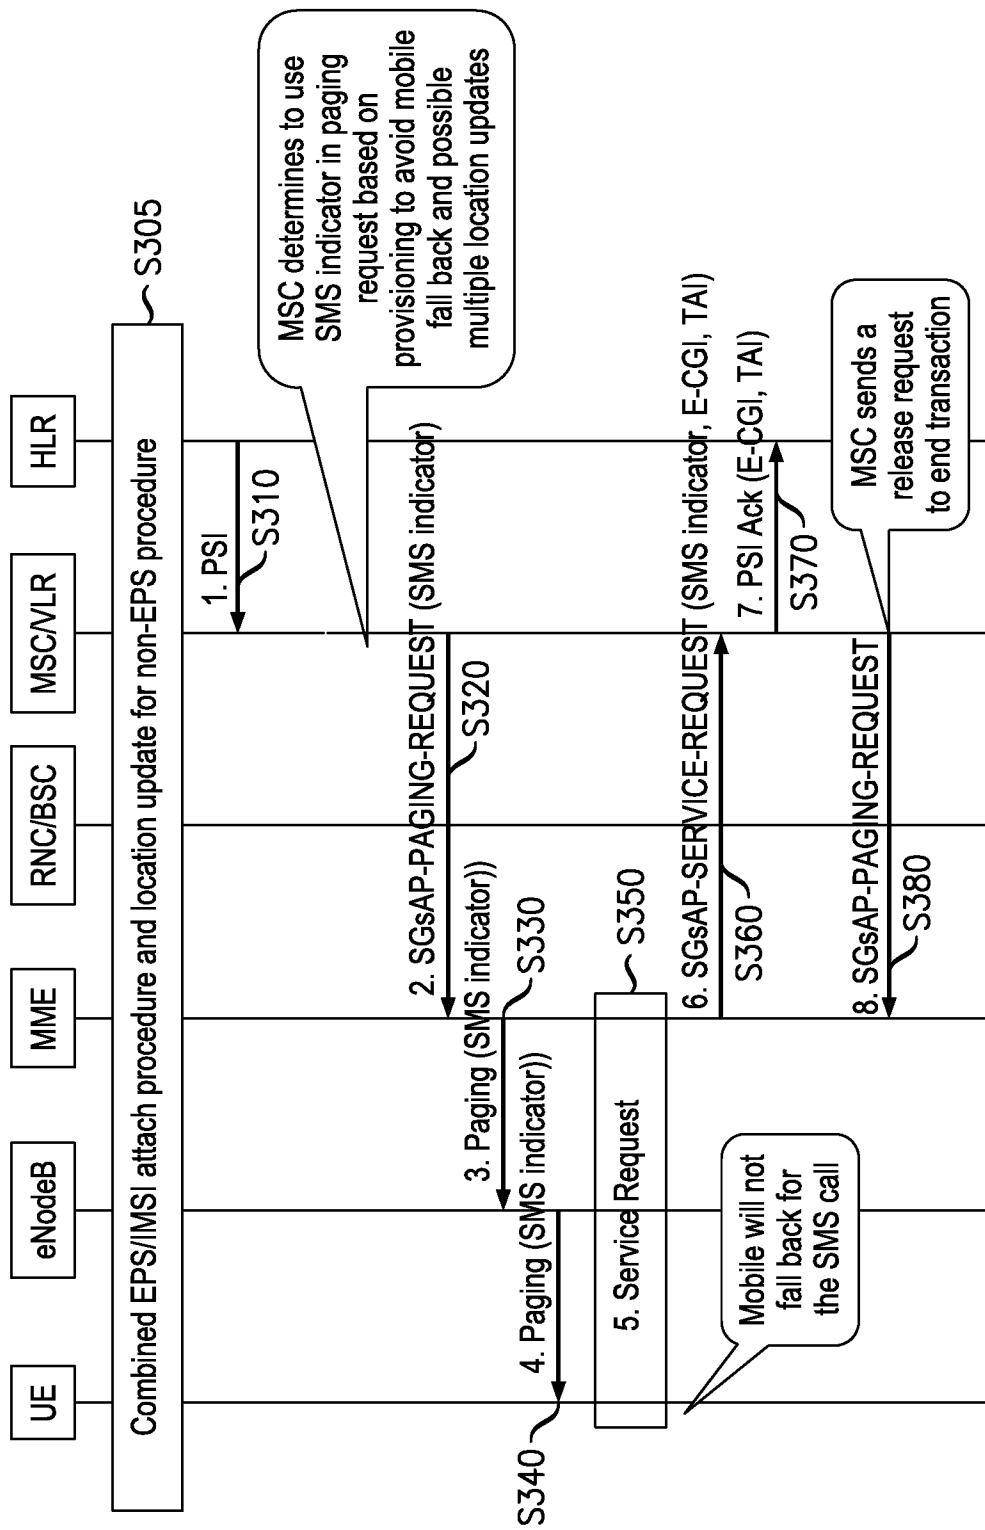 UE
eNodeB
MME
RNC/BSC
MSC/VLR
HLR
Combined EPS/IMSI attach procedure and location update for non-EPS procedure
S305
1. PSI
S310
MSC determines to use
SMS indicator in paging
request based on
provisioning to avoid mobile
fall back and possible
multiple location updates
2. SGsAP-PAGING-REQUEST (SMS indicator)
S320
3. Paging (SMS indicator))
S330
4. Paging (SMS indicator))
S340
5. Service Request
S350
Mobile will not
fall back for
the SMS call
6. SGsAP-SERVICE-REQUEST (SMS indicator, E-CGI, TAI)
S360
7. PSI Ack (E-CGI, TAI)
S370
MSC sends a
release request
to end transaction
8. SGsAP-PAGING-REQUEST
S380